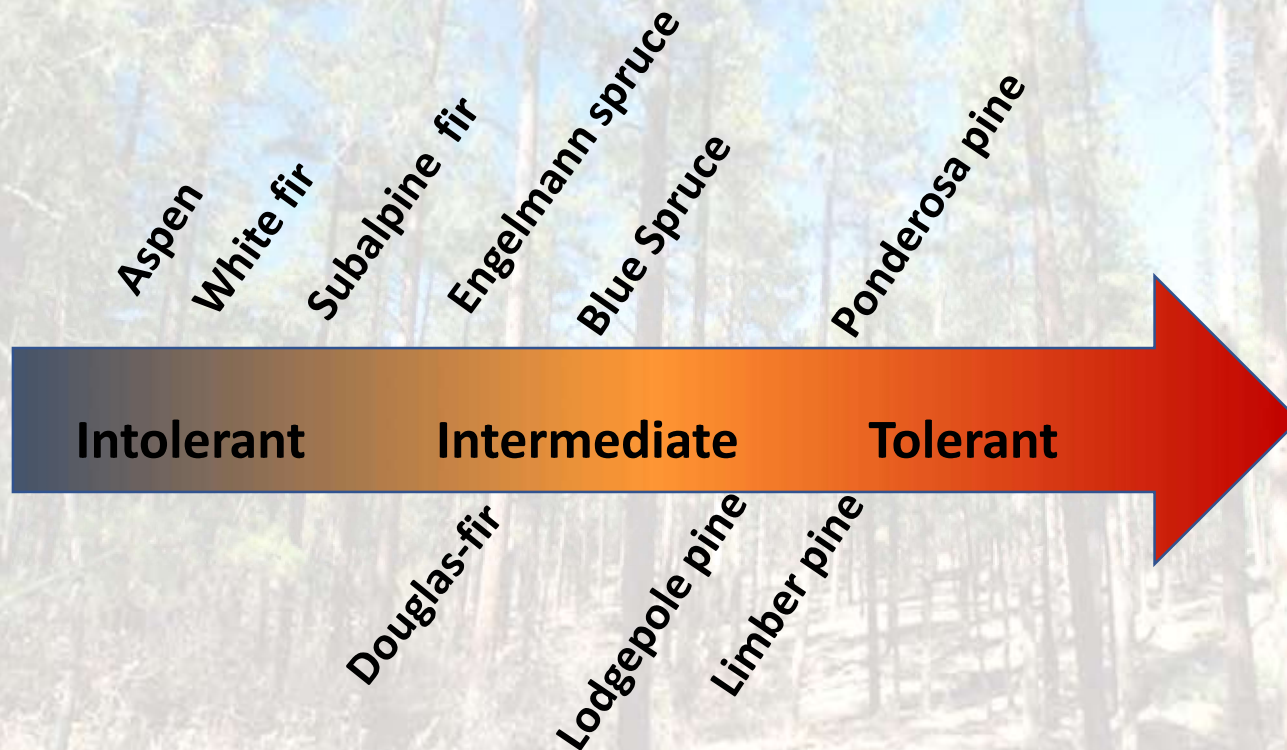 Aspen
White fir
Subalpine  fir
Engelmann spruce
Blue Spruce
Ponderosa pine
Intolerant
Intermediate
Tolerant
Douglas-fir
Lodgepole pine
Limber pine